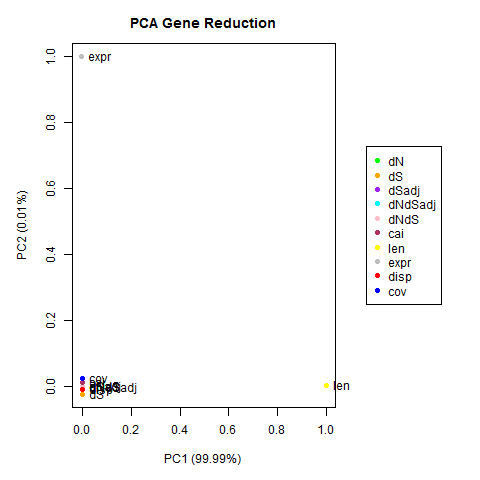 PCA Gene Reduction
expr
cov
dS
len
PC2 (0.01%)
0.0
0.2
0.4
0.6
0.8
1.0
0.0
0.2
0.4
0.6
0.8
1.0
PC1 (99.99%)
dN
dS
dSadj
dNdSadj
dNdS
cai
len
expr
disp
cov